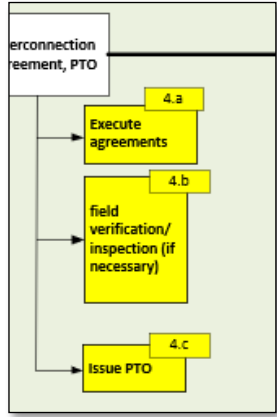 erconnection
reement, PTO
4.a
Execute
agreements
4.b
field
verification/
inspection (if
necessary)
4.c
Issue PTO